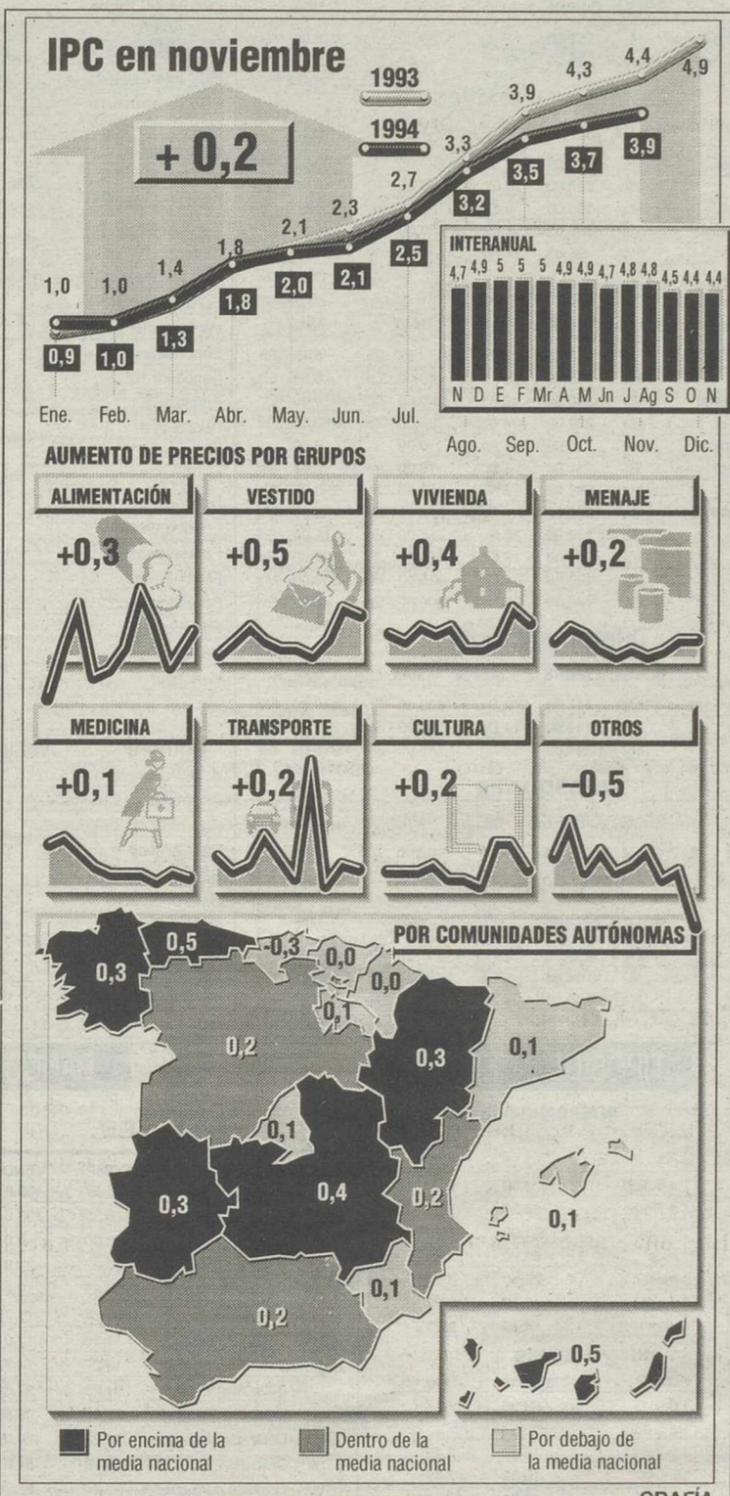 IPC en noviembre
+ 0,2
1993
1994
1,0 1,0 1,4 1,8 2,1 2,3 2,7 3,3 3,9 4,3 4,4 4,9
0,9 1,0 1,3 1,8 2,0 2,1 2,5 3,2 3,5 3,7 3,9
Ene. Feb. Mar. Abr. May. Jun. Jul. Ago. Sep. Oct. Nov. Dic.
INTERANUAL
4,7 4,9 5 5 5 4,9 4,9 4,7 4,8 4,8 4,5 4,4 4,4
N D E F Mr A M Jn J Ag S O N
AUMENTO DE PRECIOS POR GRUPOS
ALIMENTACIÓN
+0,3
VESTIDO
+0,5
VIVIENDA
+0,4
MENAJE
+0,2
MEDICINA
+0,1
TRANSPORTE
+0,2
CULTURA
+0,2
OTROS
−0,5
POR COMUNIDADES AUTÓNOMAS
0,3
0,5
-0,3
0,0
0,0
0,1
0,2
0,3
0,1
0,1
0,3
0,4
0,2
0,1
0,2
0,1
0,5
Por encima de la
media nacional
Dentro de la
media nacional
Por debajo de
la media nacional